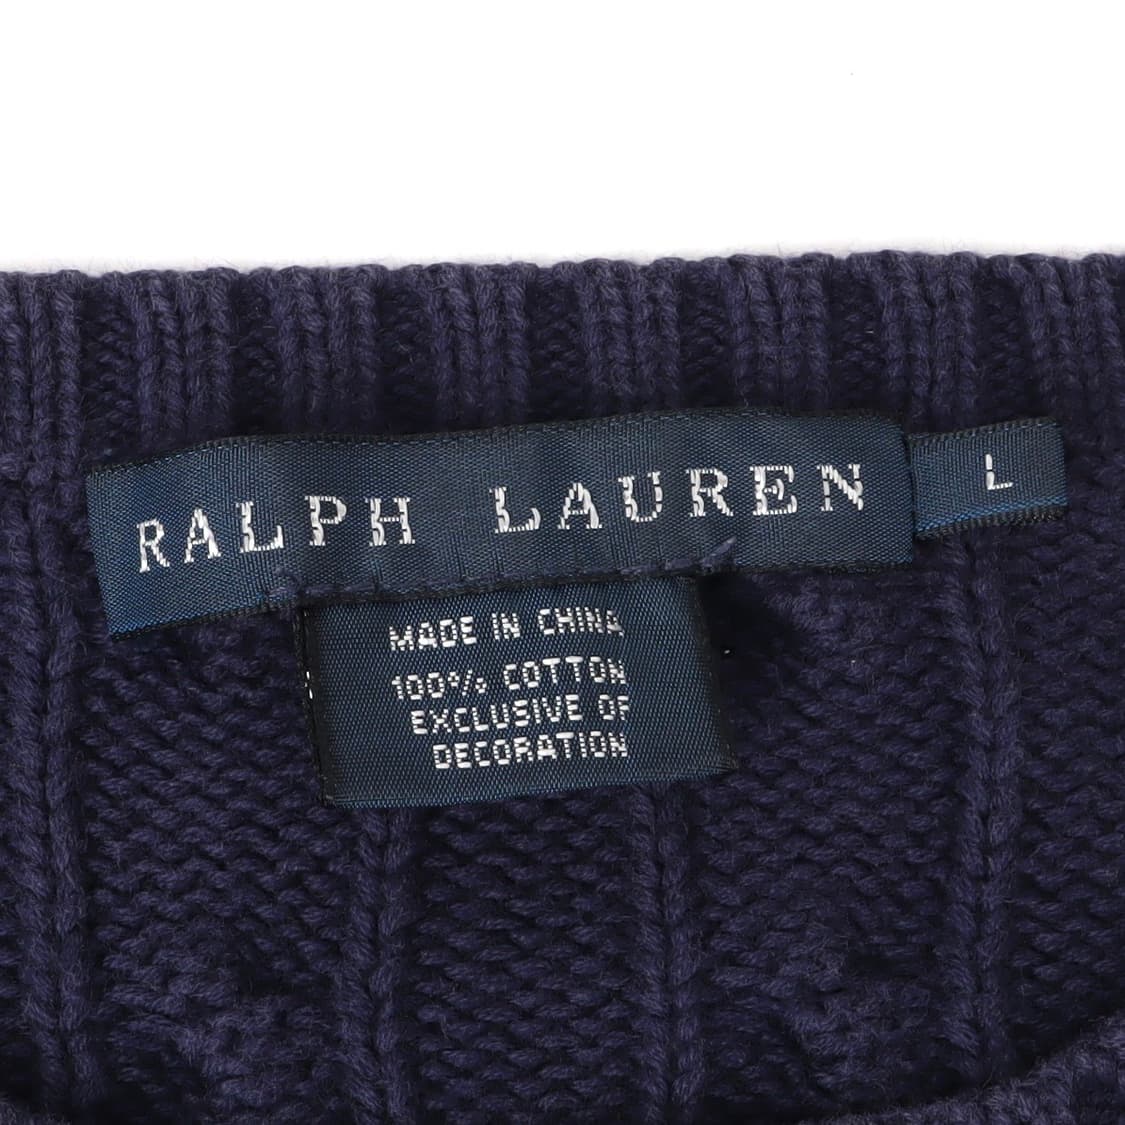 RALPH LAUREN
L
MADE IN CHINA
100% COTTON
EXCLUSIVE OF
DECORATION